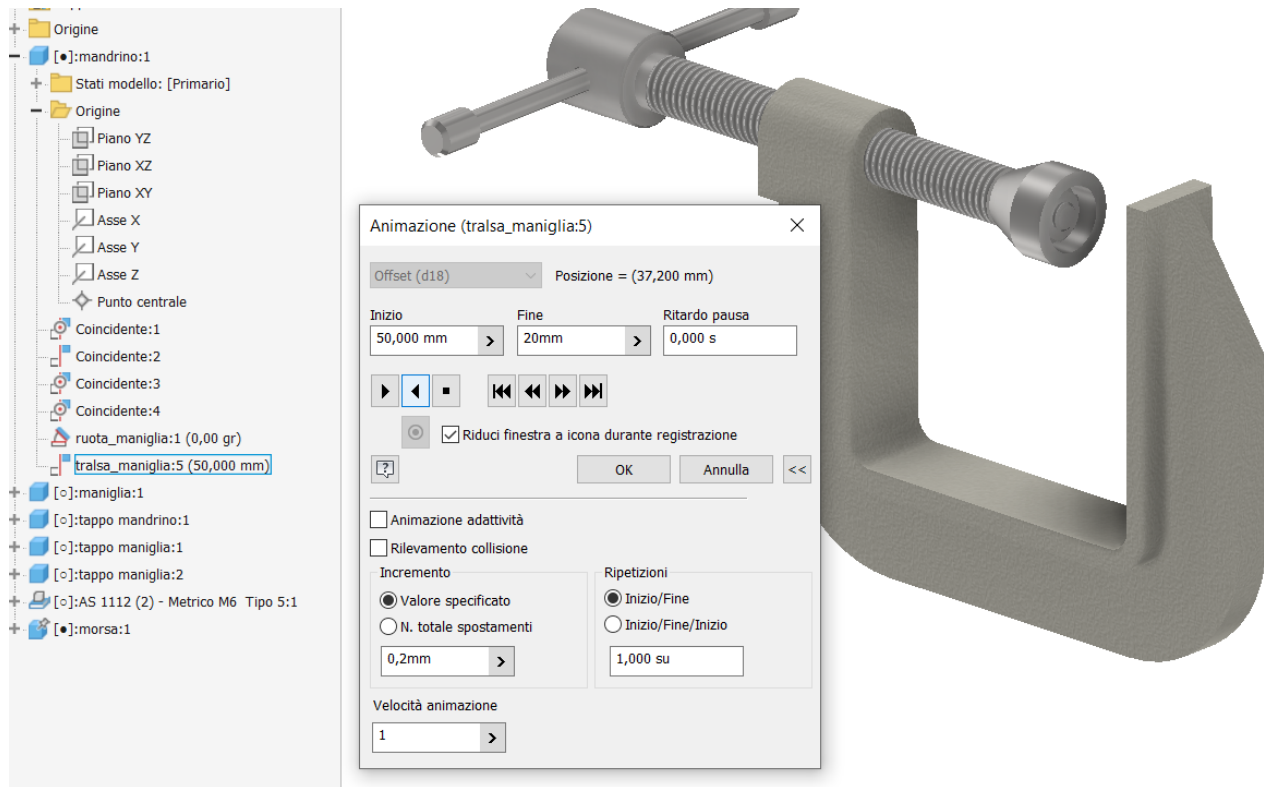 Origine
[●]:mandrino:1
Stati modello: [Primario]
Origine
Piano YZ
Piano XZ
Piano XY
Asse X
Asse Y
Asse Z
Punto centrale
Coincidente:1
Coincidente:2
Coincidente:3
Coincidente:4
ruota_maniglia:1 (0,00 gr)
tralsa_maniglia:5 (50,000 mm)
[○]:maniglia:1
[○]:tappo mandrino:1
[○]:tappo maniglia:1
[○]:tappo maniglia:2
[○]:AS 1112 (2) - Metrico M6 Tipo 5:1
[●]:morsa:1
Animazione (tralsa_maniglia:5)
Offset (d18)
Posizione = (37,200 mm)
Inizio Fine Ritardo pausa
50,000 mm > 20mm > 0,000 s
Riduci finestra a icona durante registrazione
? OK Annulla <<
Animazione adattività
Rilevamento collisione
Incremento
Valore specificato
N. totale spostamenti
0,2mm >
Ripetizioni
Inizio/Fine
Inizio/Fine/Inizio
1,000 su
Velocità animazione
1 >